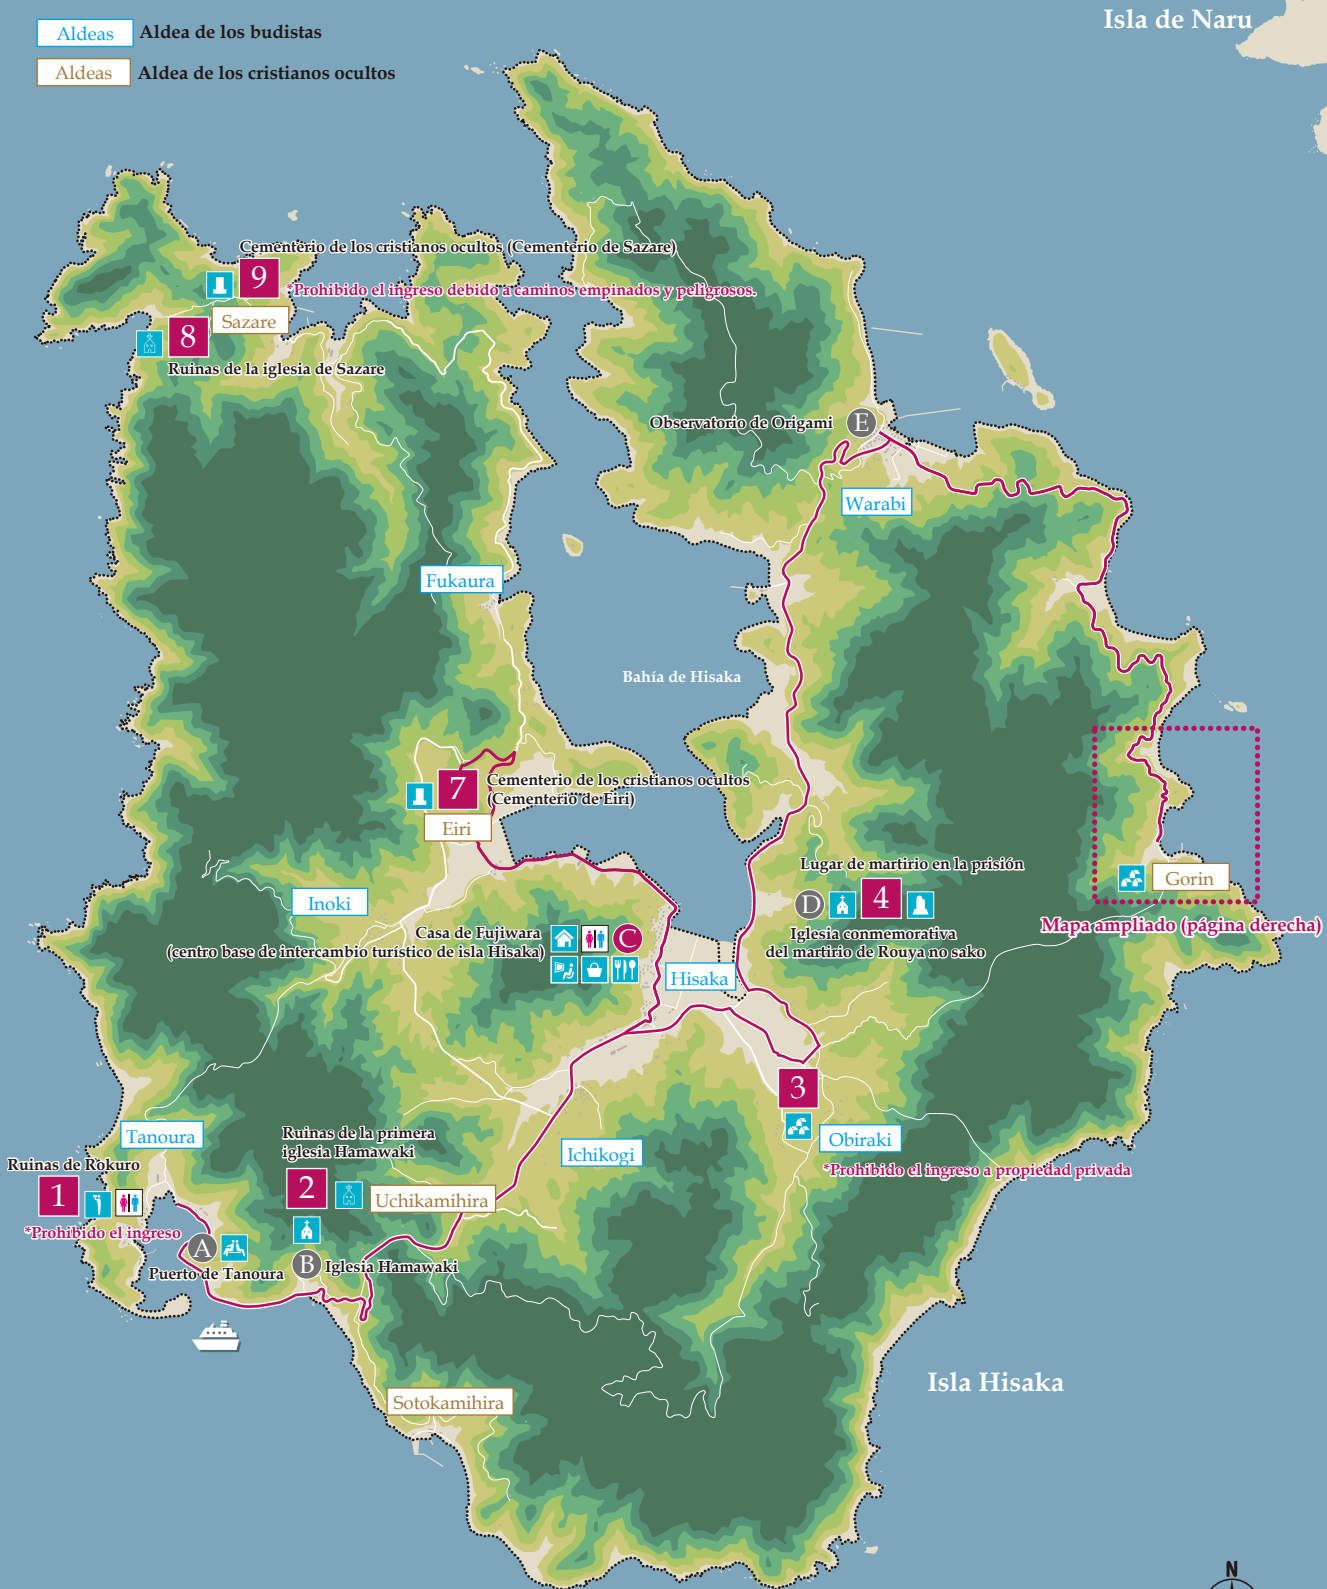 Isla de Naru
Aldeas Aldea de los budistas
Aldeas Aldea de los cristianos ocultos
Cementerio de los cristianos ocultos (Cementerio de Sazare)
9
*Prohibido el ingreso debido a caminos empinados y peligrosos.
Sazare
8
Ruinas de la iglesia de Sazare
Observatorio de Origami
E
Warabi
Fukaura
Bahía de Hisaka
7
Cementerio de los cristianos ocultos
(Cementerio de Eiri)
Eiri
Lugar de martirio en la prisión
D
4
Iglesia conmemorativa
del martirio de Rouya no sako
Gorin
Mapa ampliado (página derecha)
Inoki
Casa de Fujiwara
(centro base de intercambio turístico de isla Hisaka)
C
Hisaka
3
Obiraki
*Prohibido el ingreso a propiedad privada
Tanoura
Ruinas de la primera
iglesia Hamawaki
Ichikogi
Ruinas de Rokuro
1
*Prohibido el ingreso
2
Uchikamihira
A
Puerto de Tanoura
B
Iglesia Hamawaki
Isla Hisaka
Sotokamihira
N